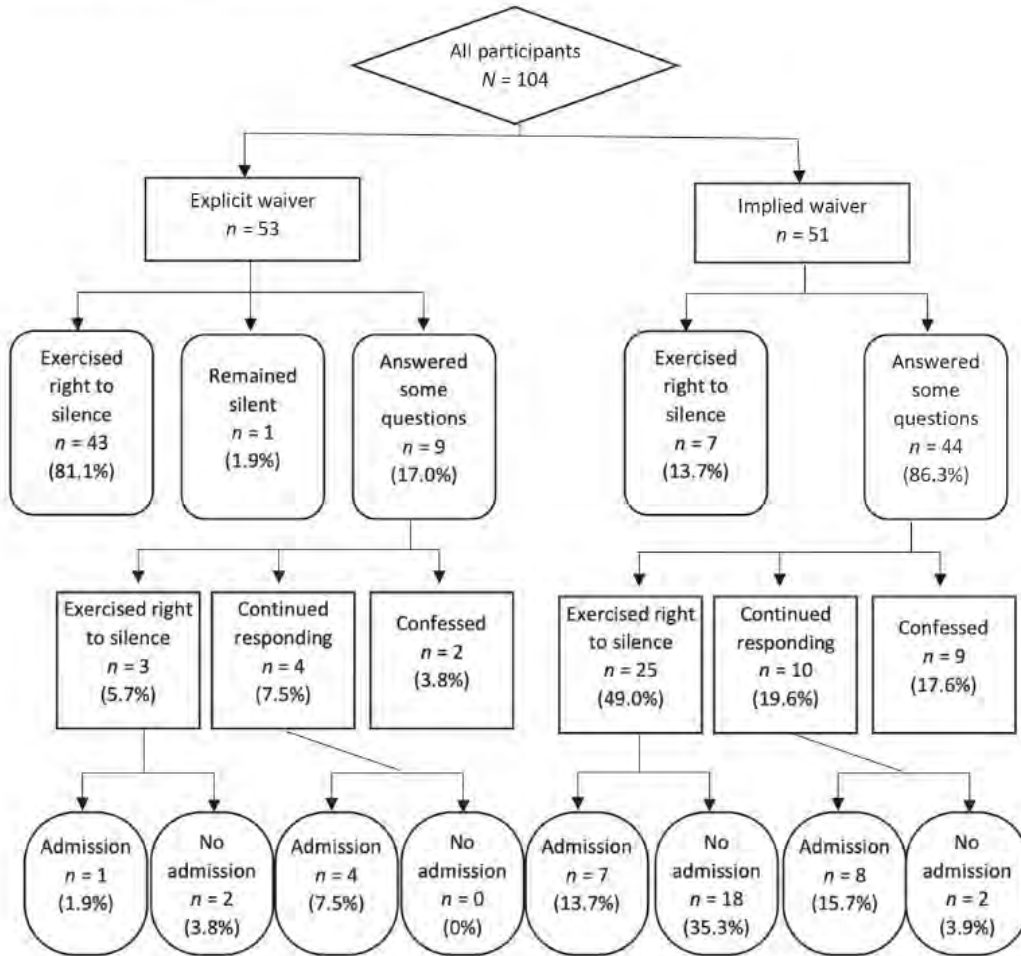 All participants
N = 104
Explicit waiver
n = 53
Implied waiver
n = 51
Exercised
right to
silence
n = 43
(81.1%)
Remained
silent
n = 1
(1.9%)
Answered
some
questions
n = 9
(17.0%)
Exercised
right to
silence
n = 7
(13.7%)
Answered
some
questions
n = 44
(86.3%)
Exercised right
to silence
n = 3
(5.7%)
Continued
responding
n = 4
(7.5%)
Confessed
n = 2
(3.8%)
Exercised right
to silence
n = 25
(49.0%)
Continued
responding
n = 10
(19.6%)
Confessed
n = 9
(17.6%)
Admission
n = 1
(1.9%)
No
admission
n = 2
(3.8%)
Admission
n = 4
(7.5%)
No
admission
n = 0
(0%)
Admission
n = 7
(13.7%)
No
admission
n = 18
(35.3%)
Admission
n = 8
(15.7%)
No
admission
n = 2
(3.9%)